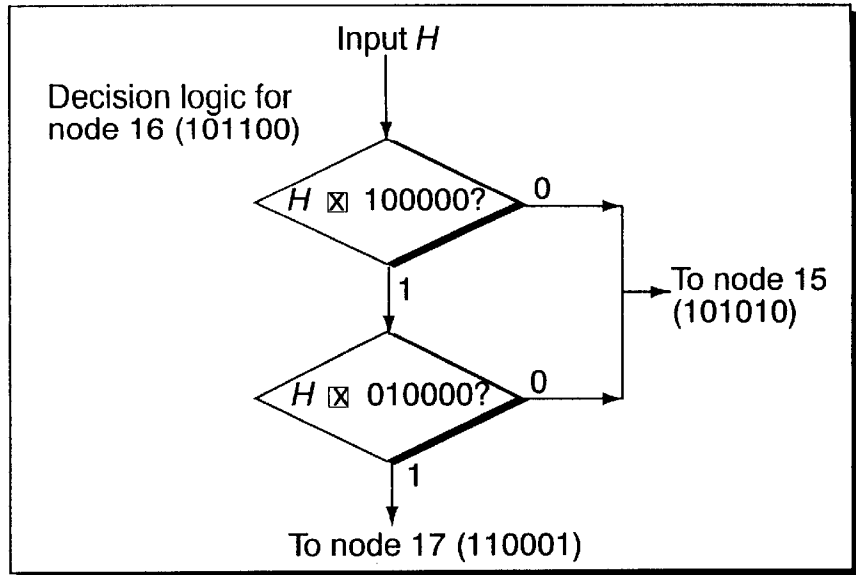 Input H
Decision logic for
node 16 (101100)
H ☒ 100000?
0
1
To node 15
(101010)
H ☒ 010000?
0
1
To node 17 (110001)